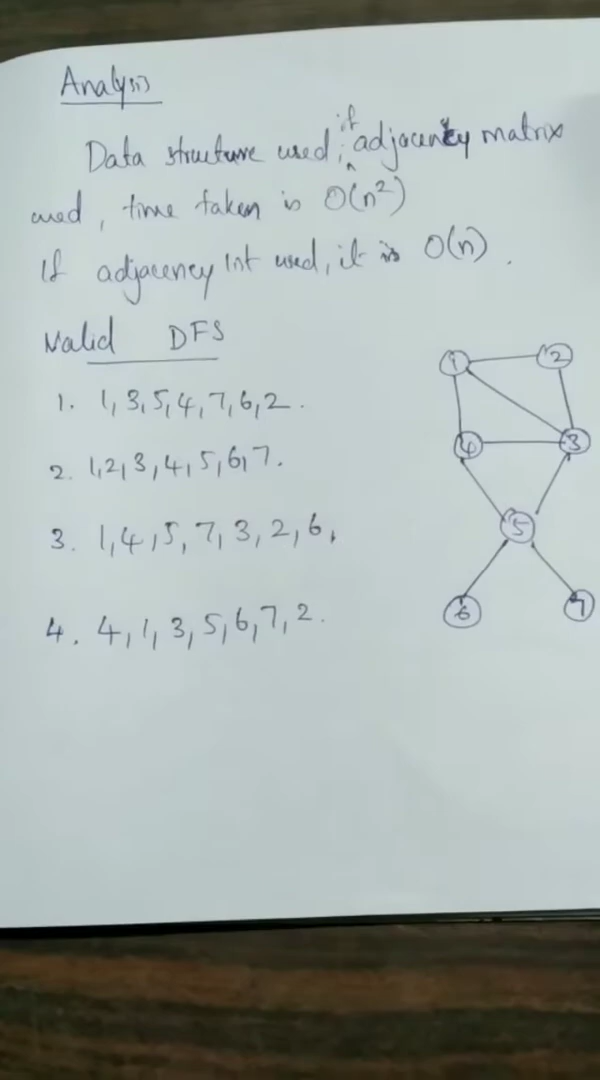 Analysis
Data structure used, if adjacency matrix
used, time taken is O(n²)
If adjacency list used, it is O(n).
Valid DFS
1. 1,3,5,4,7,6,2.
2. 1,2,3,4,5,6,7.
3. 1,4,5,7,3,2,6,
4. 4,1,3,5,6,7,2.
1 2
4 3
5
6 7